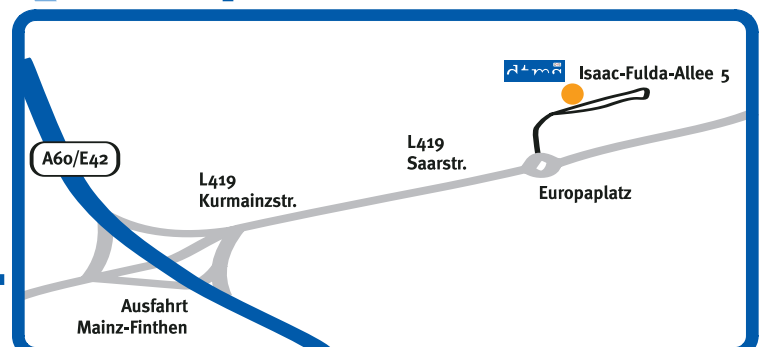 dtms
Isaac-Fulda-Allee 5
A60/E42
L419
Saarstr.
L419
Kurmainzstr.
Europaplatz
Ausfahrt
Mainz-Finthen